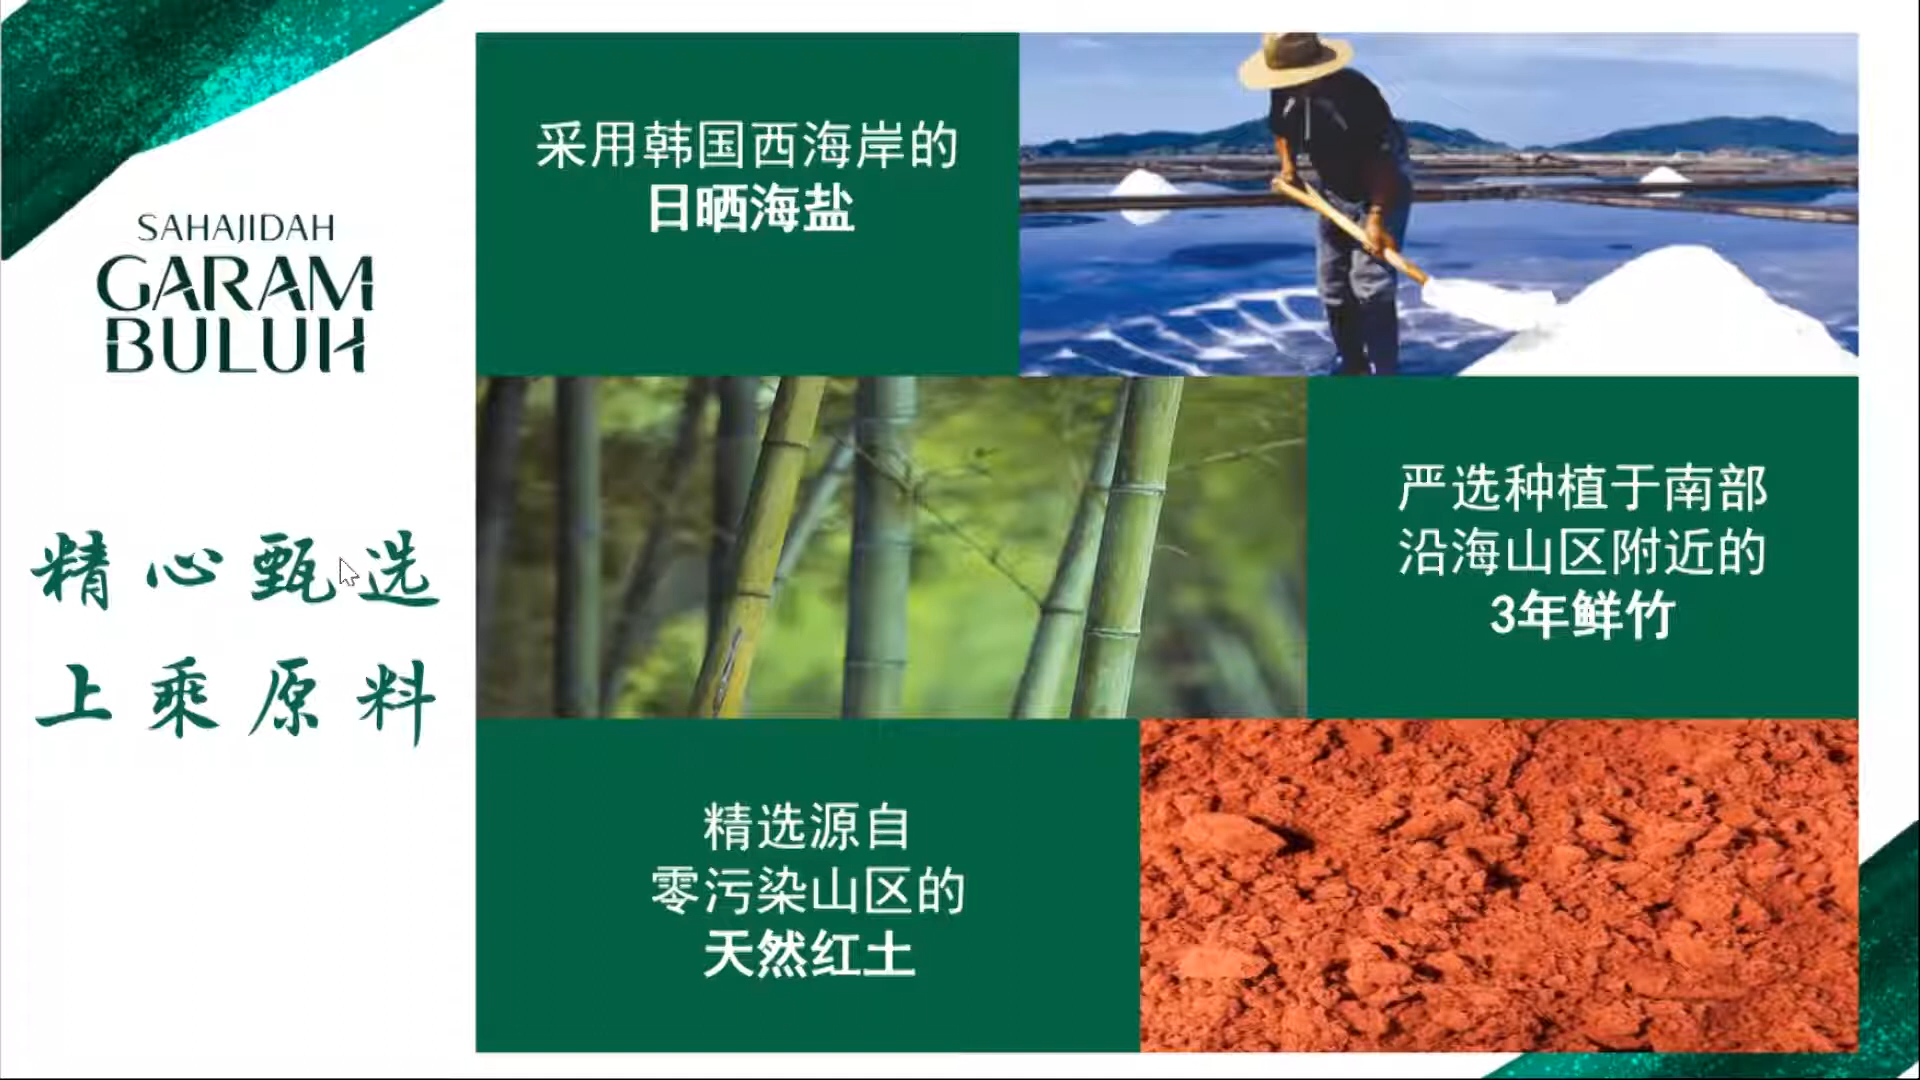 SAHAJIDAH
GARAM
BULUH
精心甄选
上乘原料
采用韩国西海岸的
日晒海盐
严选种植于南部
沿海山区附近的
3年鲜竹
精选源自
零污染山区的
天然红土